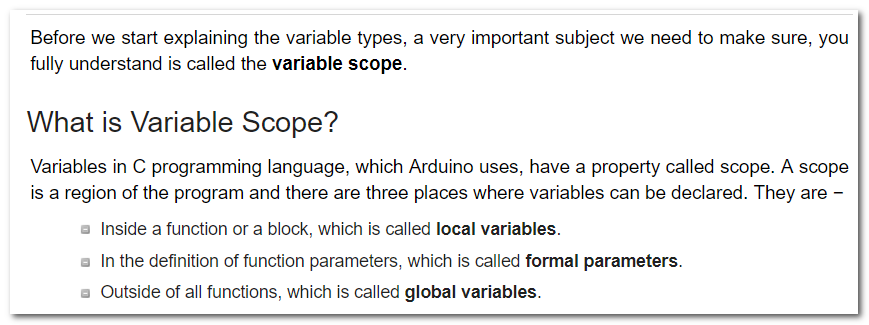 Before we start explaining the variable types, a very important subject we need to make sure, you
fully understand is called the variable scope.
What is Variable Scope?
Variables in C programming language, which Arduino uses, have a property called scope. A scope
is a region of the program and there are three places where variables can be declared. They are −
Inside a function or a block, which is called local variables.
In the definition of function parameters, which is called formal parameters.
Outside of all functions, which is called global variables.